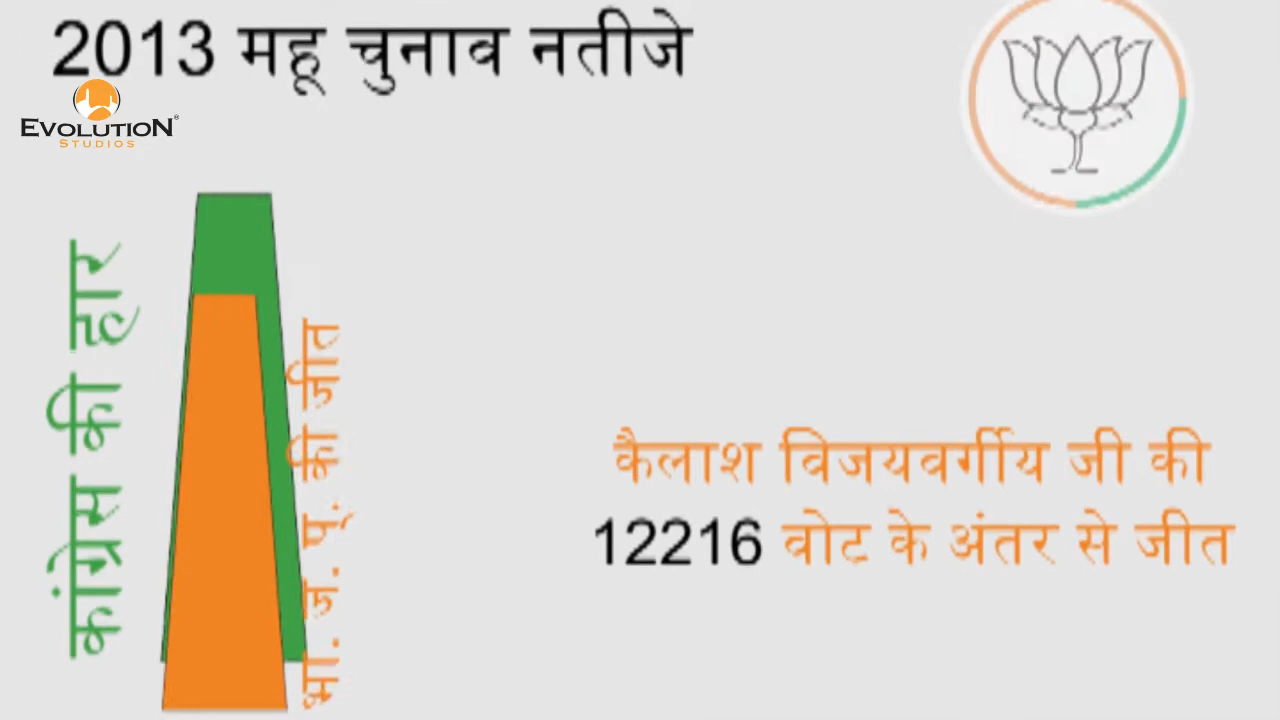 2013 महू चुनाव नतीजे
EVOLUTION
STUDIOS
कांग्रेस की हार
भा. ज. पू. की जीत
कैलाश विजयवर्गीय जी की
12216 वोट के अंतर से जीत